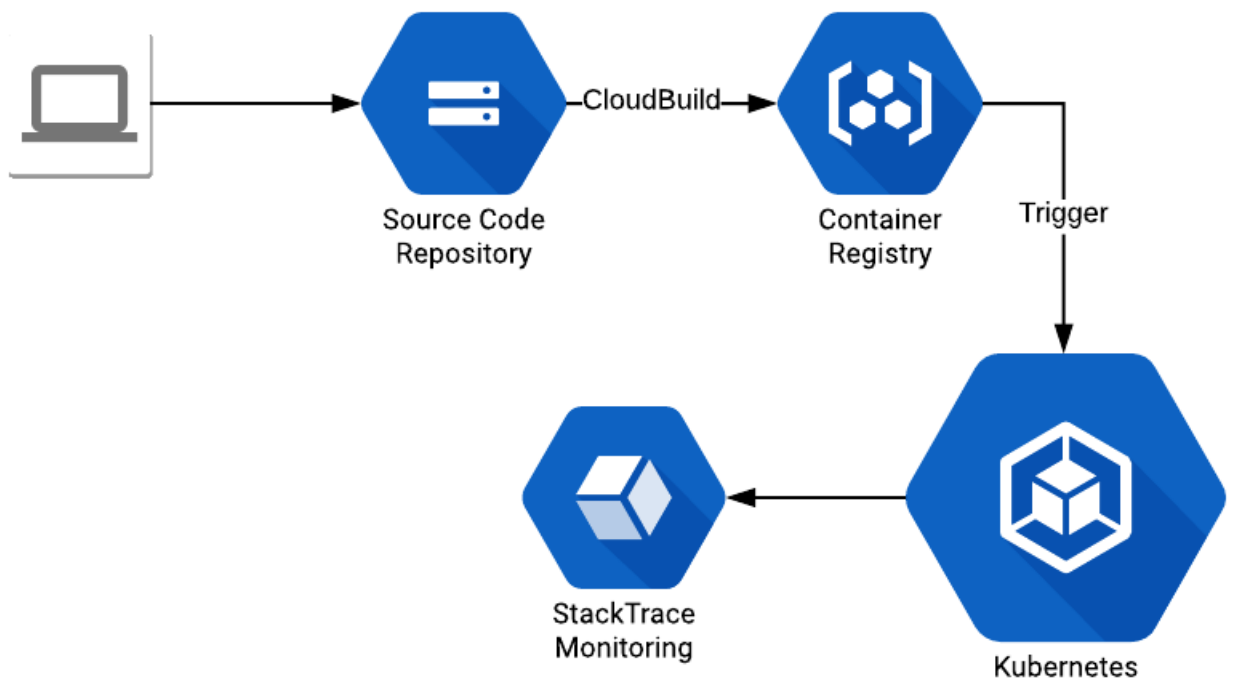 CloudBuild
Source Code
Repository
Container
Registry
Trigger
StackTrace
Monitoring
Kubernetes